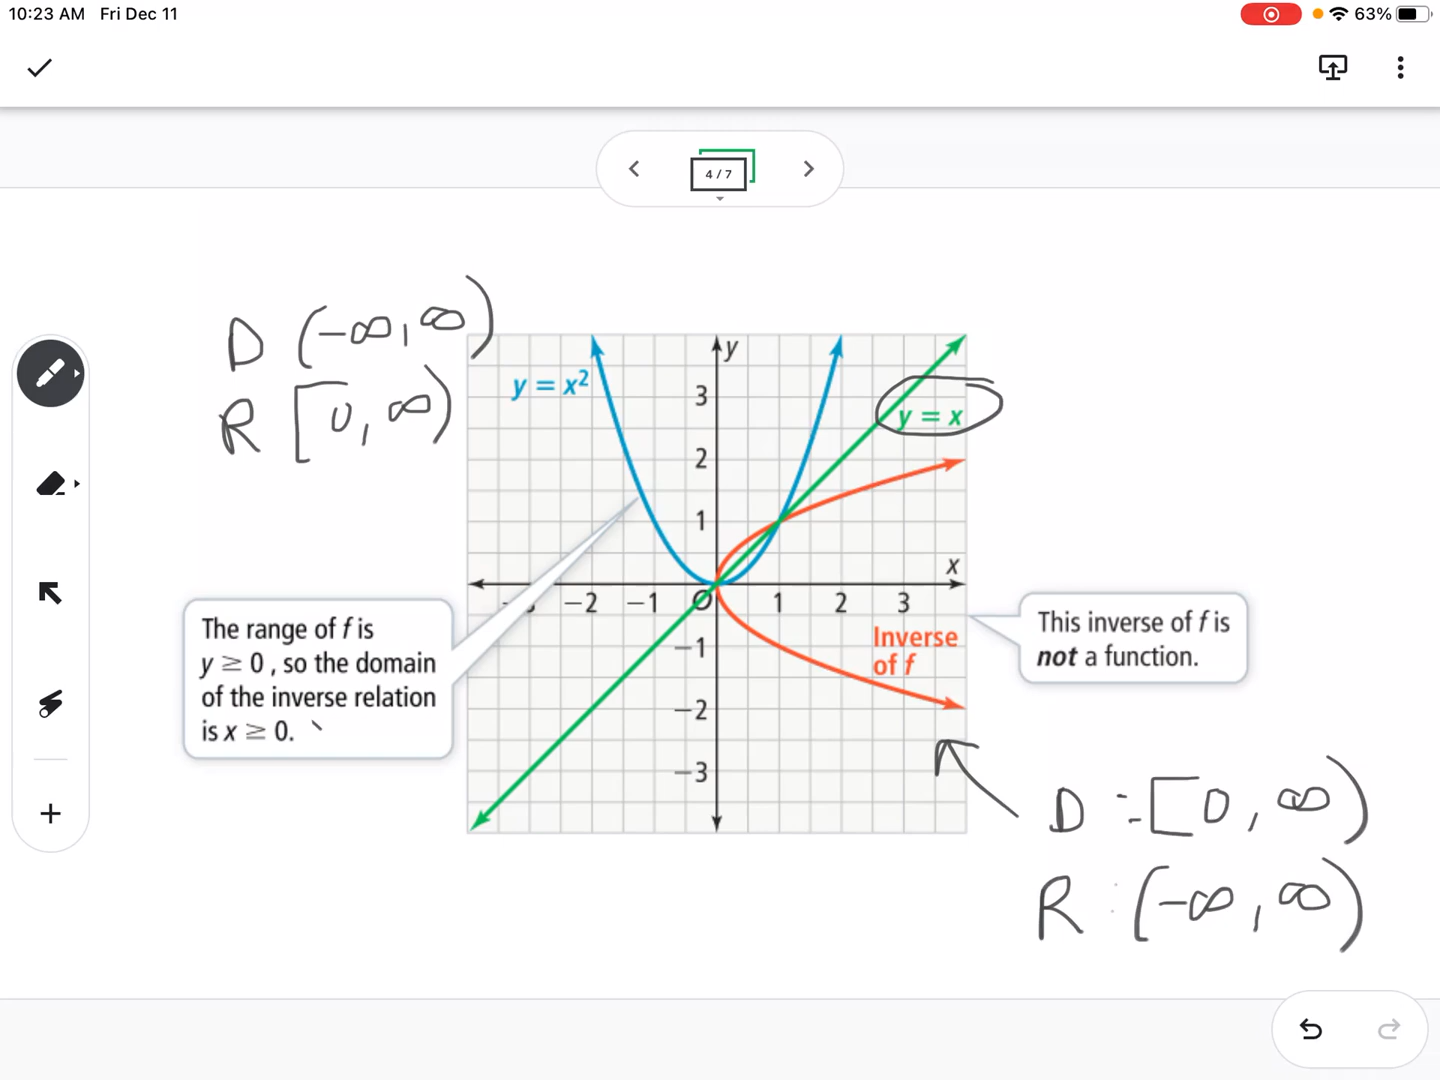 10:23 AM Fri Dec 11
63%
4 / 7
D (-∞, ∞)
R [0, ∞)
y = x²
y
y = x
3
2
1
x
-2 -1 O 1 2 3
-1
-2
-3
Inverse
of f
The range of f is
y ≥ 0 , so the domain
of the inverse relation
is x ≥ 0.
This inverse of f is
not a function.
D : [0, ∞)
R : (-∞, ∞)